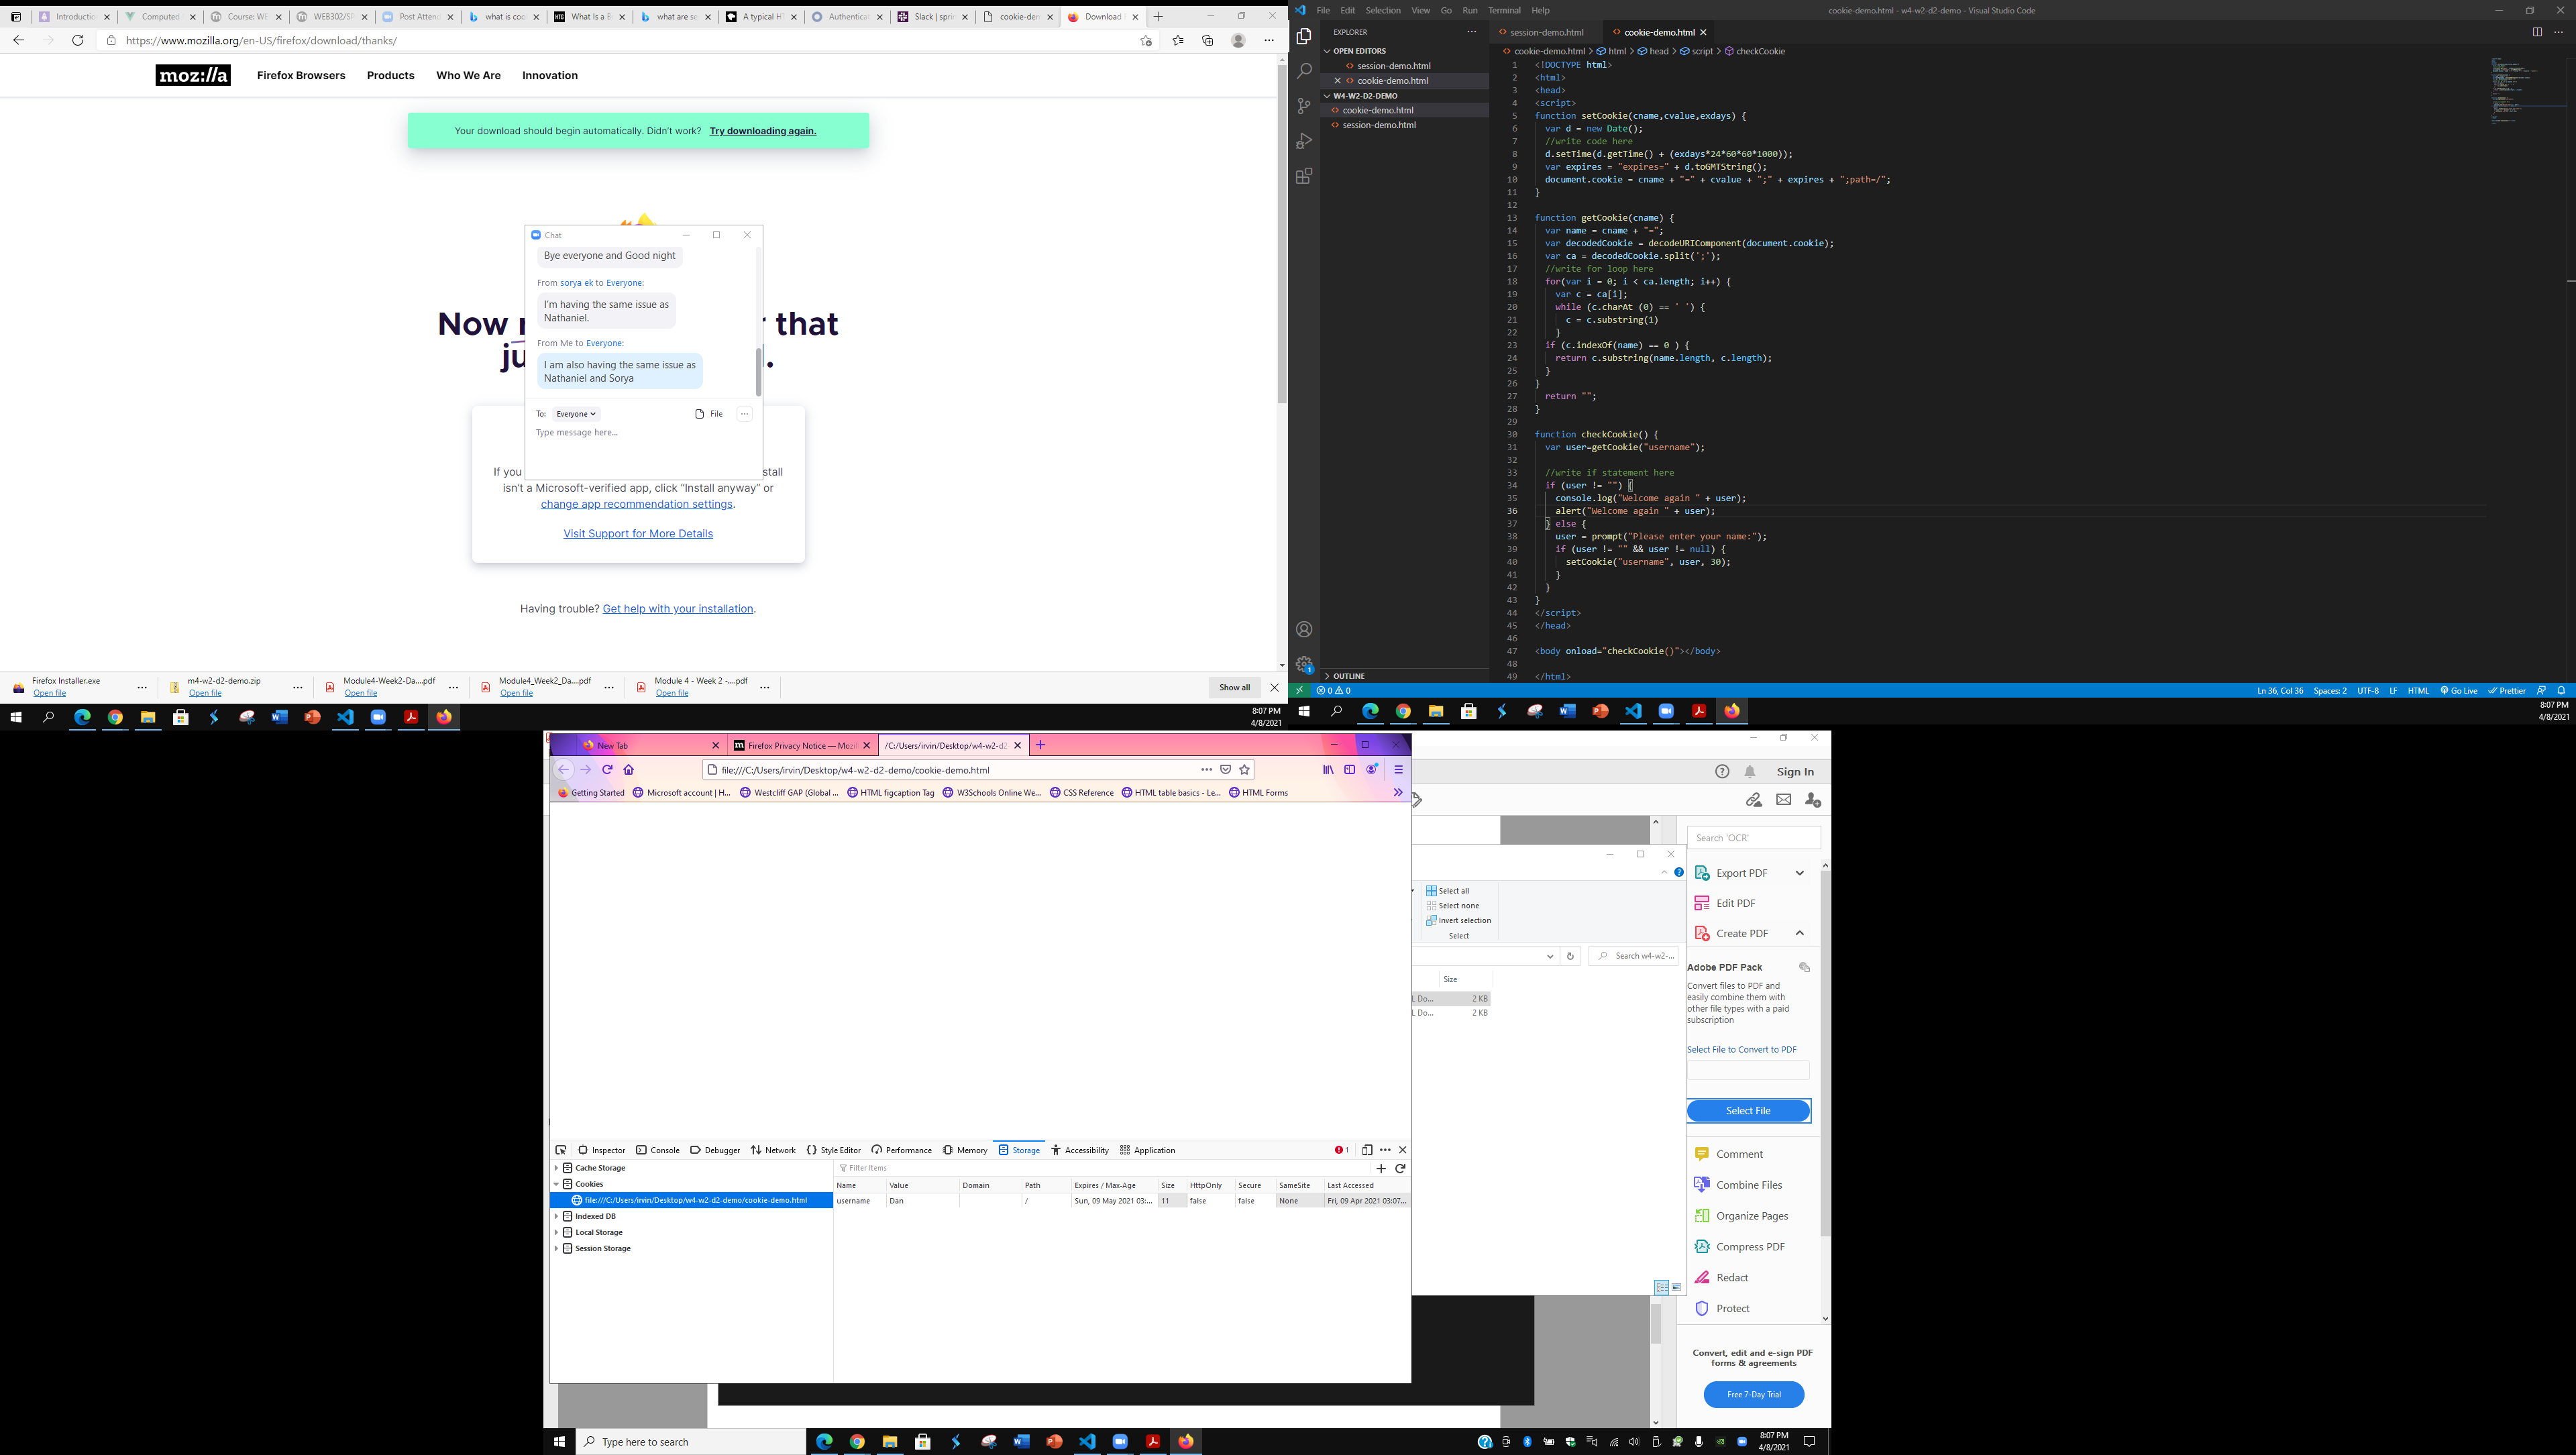 Introduction
Computed
Course: WE
WEB302/SP
Post Attend
what is coo
What Is a B
what are se
A typical HT
Authenticat
Slack | sprin
cookie-dem
Download
https://www.mozilla.org/en-US/firefox/download/thanks/
moz://a
Firefox Browsers Products Who We Are Innovation
Your download should begin automatically. Didn't work? Try downloading again.
Now r
r that
ju
.
Chat
Bye everyone and Good night
From sorya ek to Everyone:
I'm having the same issue as
Nathaniel.
From Me to Everyone:
I am also having the same issue as
Nathaniel and Sorya
To: Everyone File
Type message here...
If you
stall
isn't a Microsoft-verified app, click "Install anyway" or
change app recommendation settings.
Visit Support for More Details
Having trouble? Get help with your installation.
Firefox Installer.exe
Open file
m4-w2-d2-demo.zip
Open file
Module4-Week2-Da....pdf
Open file
Module4_Week2_Da....pdf
Open file
Module 4 - Week 2 -....pdf
Open file
Show all
8:07 PM
4/8/2021
File Edit Selection View Go Run Terminal Help
cookie-demo.html - w4-w2-d2-demo - Visual Studio Code
EXPLORER
OPEN EDITORS
session-demo.html
cookie-demo.html
W4-W2-D2-DEMO
cookie-demo.html
session-demo.html
OUTLINE
1
session-demo.html cookie-demo.html
cookie-demo.html > html > head > script > checkCookie
1 <!DOCTYPE html>
2 <html>
3 <head>
4 <script>
5 function setCookie(cname,cvalue,exdays) {
6 var d = new Date();
7 //write code here
8 d.setTime(d.getTime() + (exdays*24*60*60*1000));
9 var expires = "expires=" + d.toGMTString();
10 document.cookie = cname + "=" + cvalue + ";" + expires + ";path=/";
11 }
12
13 function getCookie(cname) {
14 var name = cname + "=";
15 var decodedCookie = decodeURIComponent(document.cookie);
16 var ca = decodedCookie.split(';');
17 //write for loop here
18 for(var i = 0; i < ca.length; i++) {
19 var c = ca[i];
20 while (c.charAt (0) == ' ') {
21 c = c.substring(1)
22 }
23 if (c.indexOf(name) == 0 ) {
24 return c.substring(name.length, c.length);
25 }
26 }
27 return "";
28 }
29
30 function checkCookie() {
31 var user=getCookie("username");
32
33 //write if statement here
34 if (user != "") {
35 console.log("Welcome again " + user);
36 alert("Welcome again " + user);
37 } else {
38 user = prompt("Please enter your name:");
39 if (user != "" && user != null) {
40 setCookie("username", user, 30);
41 }
42 }
43 }
44 </script>
45 </head>
46
47 <body onload="checkCookie()"></body>
48
49 </html>
0 0
Ln 36, Col 36 Spaces: 2 UTF-8 LF HTML Go Live Prettier
8:07 PM
4/8/2021
New Tab
Firefox Privacy Notice — Mozil
/C:/Users/irvin/Desktop/w4-w2-d2
file:///C:/Users/irvin/Desktop/w4-w2-d2-demo/cookie-demo.html
Getting Started Microsoft account | H... Westcliff GAP (Global ... HTML figcaption Tag W3Schools Online We... CSS Reference HTML table basics - Le... HTML Forms
Inspector Console Debugger Network Style Editor Performance Memory Storage Accessibility Application
1
Cache Storage
Cookies
file:///C:/Users/irvin/Desktop/w4-w2-d2-demo/cookie-demo.html
Indexed DB
Local Storage
Session Storage
Filter Items
Name Value Domain Path Expires / Max-Age Size HttpOnly Secure SameSite Last Accessed
username Dan / Sun, 09 May 2021 03:... 11 false false None Fri, 09 Apr 2021 03:07...
Select all
Select none
Invert selection
Select
Search w4-w2-...
Size
L Do... 2 KB
L Do... 2 KB
Sign In
Search 'OCR'
Export PDF
Edit PDF
Create PDF
Adobe PDF Pack
Convert files to PDF and
easily combine them with
other file types with a paid
subscription
Select File to Convert to PDF
Select File
Comment
Combine Files
Organize Pages
Compress PDF
Redact
Protect
Convert, edit and e-sign PDF
forms & agreements
Free 7-Day Trial
Type here to search
8:07 PM
4/8/2021